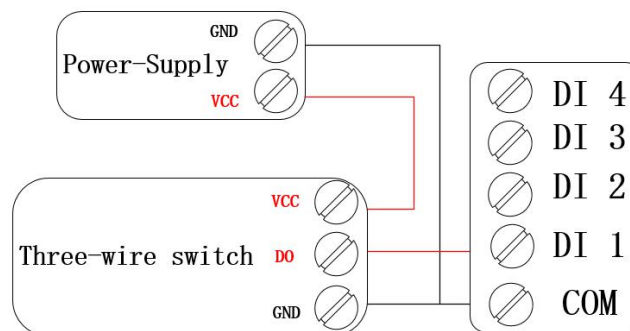 GND
Power-Supply
VCC
VCC
Three-wire switch
DO
GND
DI 4
DI 3
DI 2
DI 1
COM